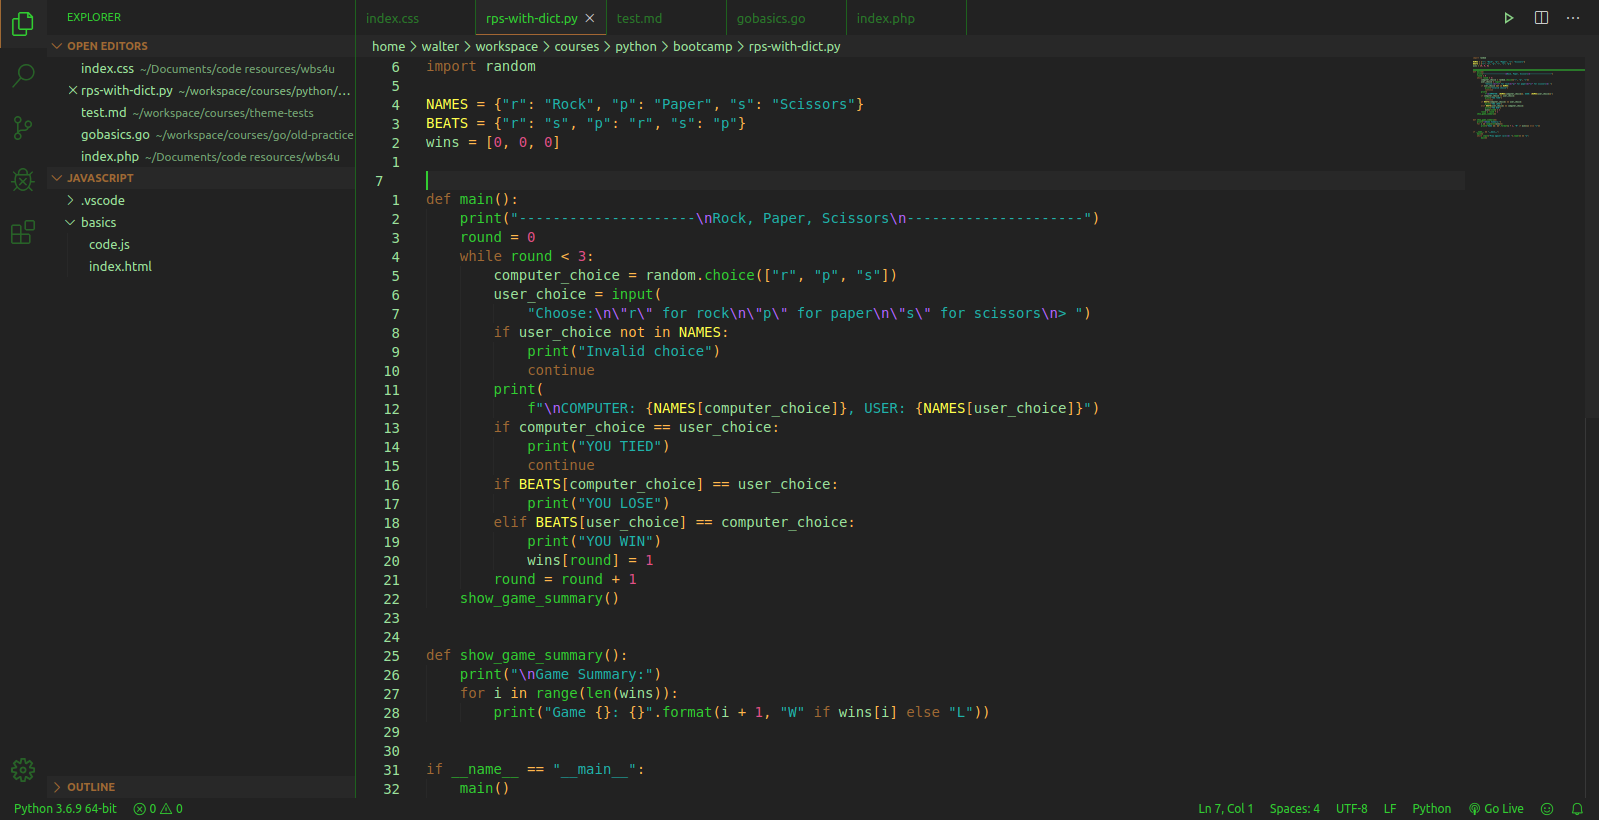 EXPLORER
OPEN EDITORS
index.css ~/Documents/code resources/wbs4u
rps-with-dict.py ~/workspace/courses/python/...
test.md ~/workspace/courses/theme-tests
gobasics.go ~/workspace/courses/go/old-practice
index.php ~/Documents/code resources/wbs4u
JAVASCRIPT
.vscode
basics
code.js
index.html
OUTLINE
index.css rps-with-dict.py test.md gobasics.go index.php
home > walter > workspace > courses > python > bootcamp > rps-with-dict.py
6 import random
5
4 NAMES = {"r": "Rock", "p": "Paper", "s": "Scissors"}
3 BEATS = {"r": "s", "p": "r", "s": "p"}
2 wins = [0, 0, 0]
1
7
1 def main():
2     print("---------------------\nRock, Paper, Scissors\n---------------------")
3     round = 0
4     while round < 3:
5         computer_choice = random.choice(["r", "p", "s"])
6         user_choice = input(
7             "Choose:\n\"r\" for rock\n\"p\" for paper\n\"s\" for scissors\n> ")
8         if user_choice not in NAMES:
9             print("Invalid choice")
10             continue
11         print(
12             f"\nCOMPUTER: {NAMES[computer_choice]}, USER: {NAMES[user_choice]}")
13         if computer_choice == user_choice:
14             print("YOU TIED")
15             continue
16         if BEATS[computer_choice] == user_choice:
17             print("YOU LOSE")
18         elif BEATS[user_choice] == computer_choice:
19             print("YOU WIN")
20             wins[round] = 1
21         round = round + 1
22     show_game_summary()
23
24
25 def show_game_summary():
26     print("\nGame Summary:")
27     for i in range(len(wins)):
28         print("Game {}: {}".format(i + 1, "W" if wins[i] else "L"))
29
30
31 if __name__ == "__main__":
32     main()
Python 3.6.9 64-bit 0 0 Ln 7, Col 1 Spaces: 4 UTF-8 LF Python Go Live